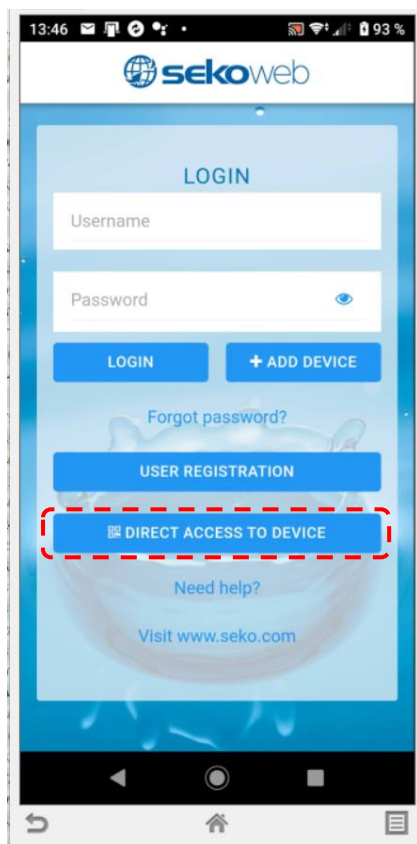 13:46 93 %
sekoweb
LOGIN
Username
Password
LOGIN + ADD DEVICE
Forgot password?
USER REGISTRATION
DIRECT ACCESS TO DEVICE
Need help?
Visit www.seko.com